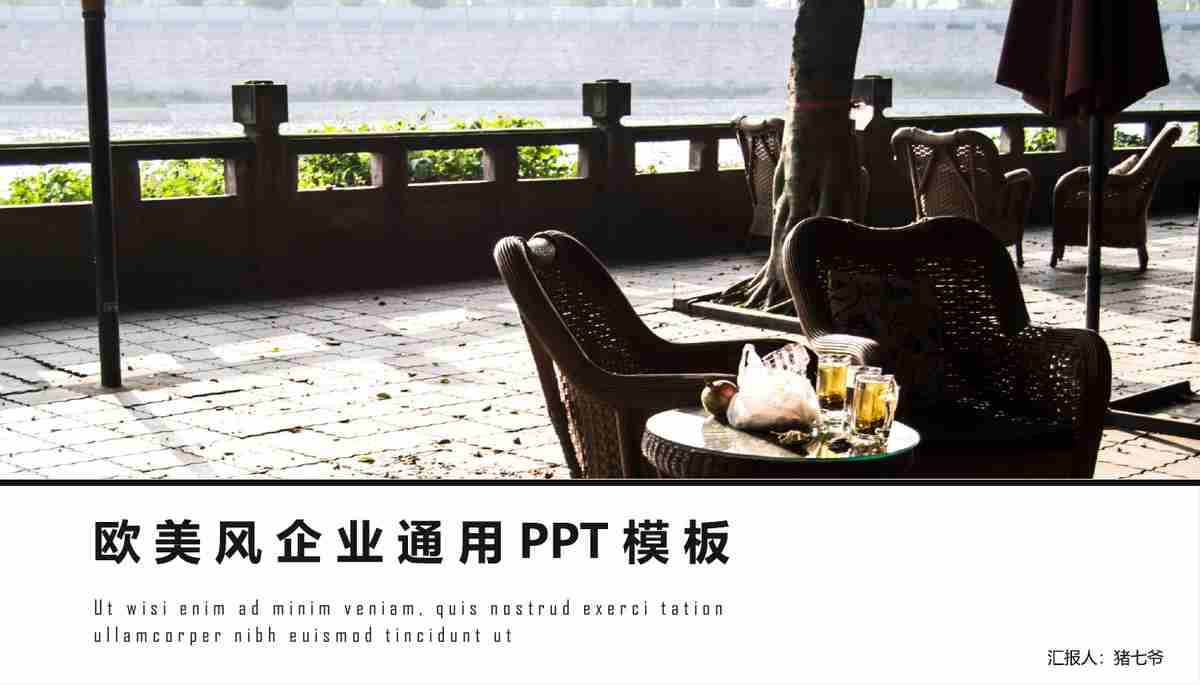 欧美风企业通用PPT模板
Ut wisi enim ad minim veniam, quis nostrud exerci tation
ullamcorper nibh euismod tincidunt ut
汇报人：猪七爷